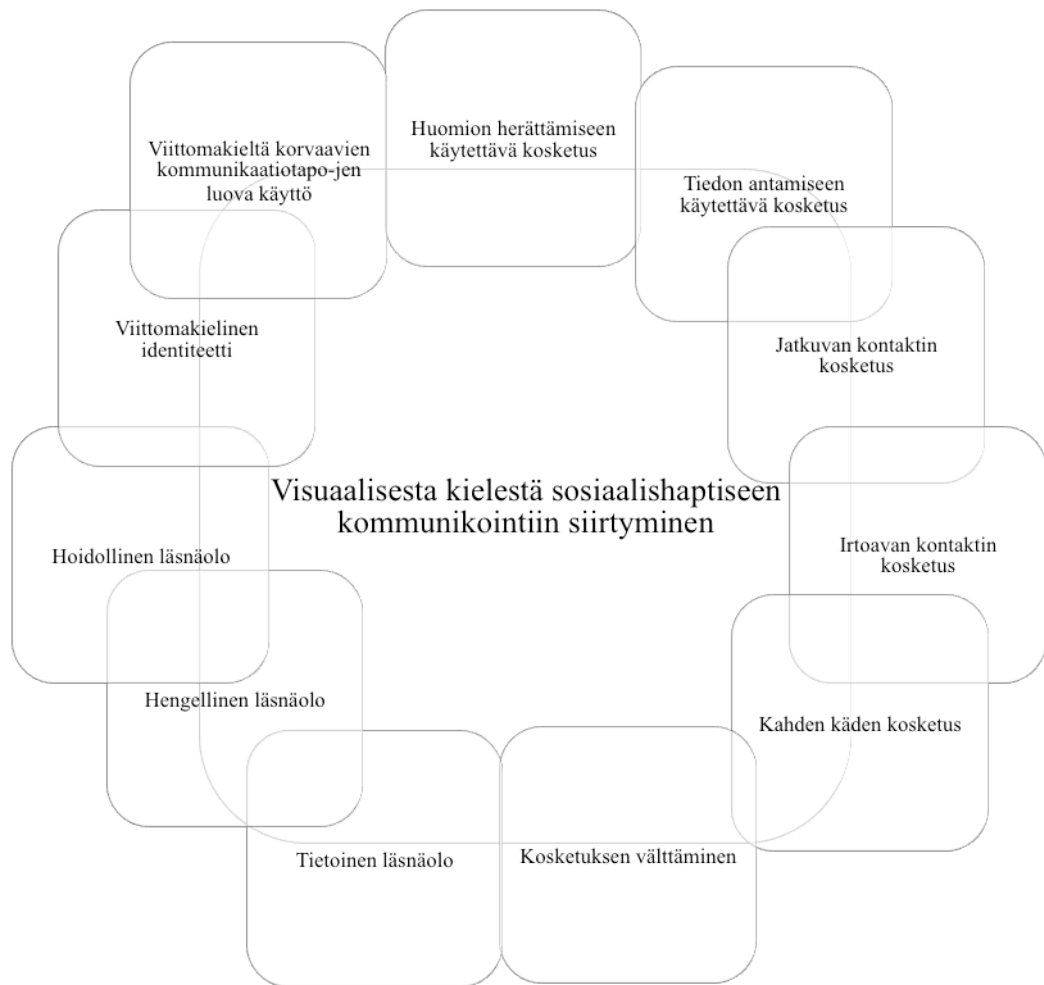 Huomion herättämiseen
käytettävä kosketus
Tiedon antamiseen
käytettävä kosketus
Jatkuvan kontaktin
kosketus
Irtoavan kontaktin
kosketus
Kahden käden kosketus
Kosketuksen välttäminen
Tietoinen läsnäolo
Hengellinen läsnäolo
Hoidollinen läsnäolo
Viittomakielinen
identiteetti
Viittomakieltä korvaavien
kommunikaatiotapo-jen
luova käyttö
Visuaalisesta kielestä sosiaalishaptiseen
kommunikointiin siirtyminen